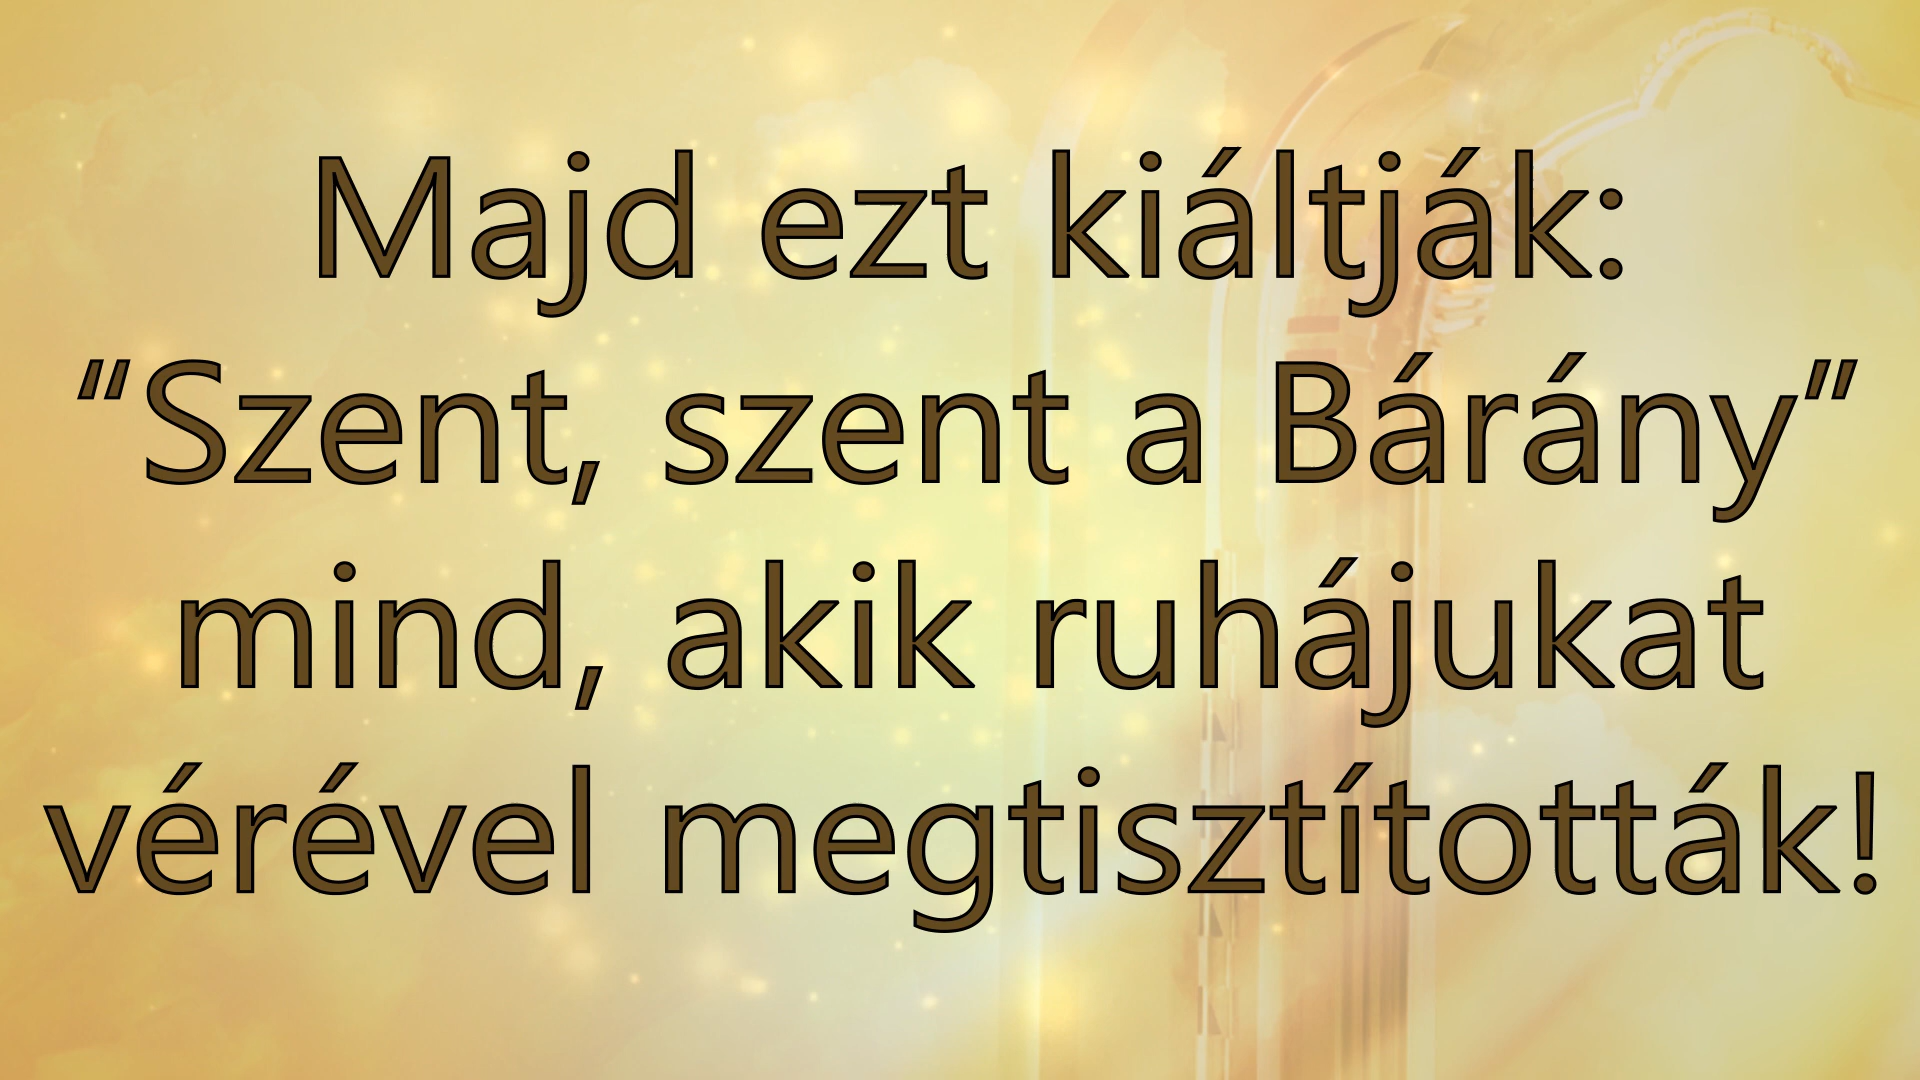 Majd ezt kiáltják:
“Szent, szent a Bárány”
mind, akik ruhájukat
vérével megtisztították!